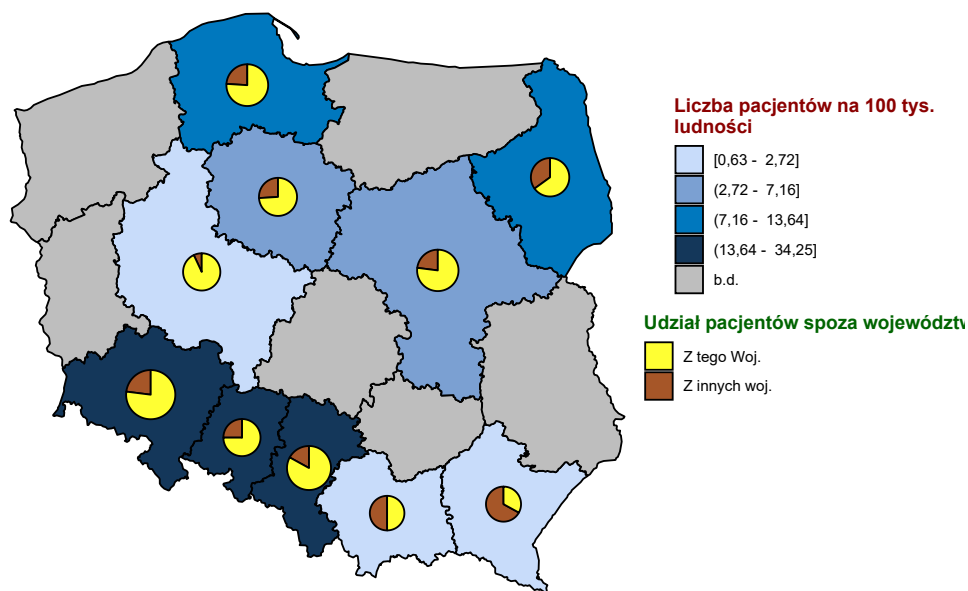 Liczba pacjentów na 100 tys.
ludności
[0,63 - 2,72]
(2,72 - 7,16]
(7,16 - 13,64]
(13,64 - 34,25]
b.d.
Udział pacjentów spoza województw
Z tego Woj.
Z innych woj.